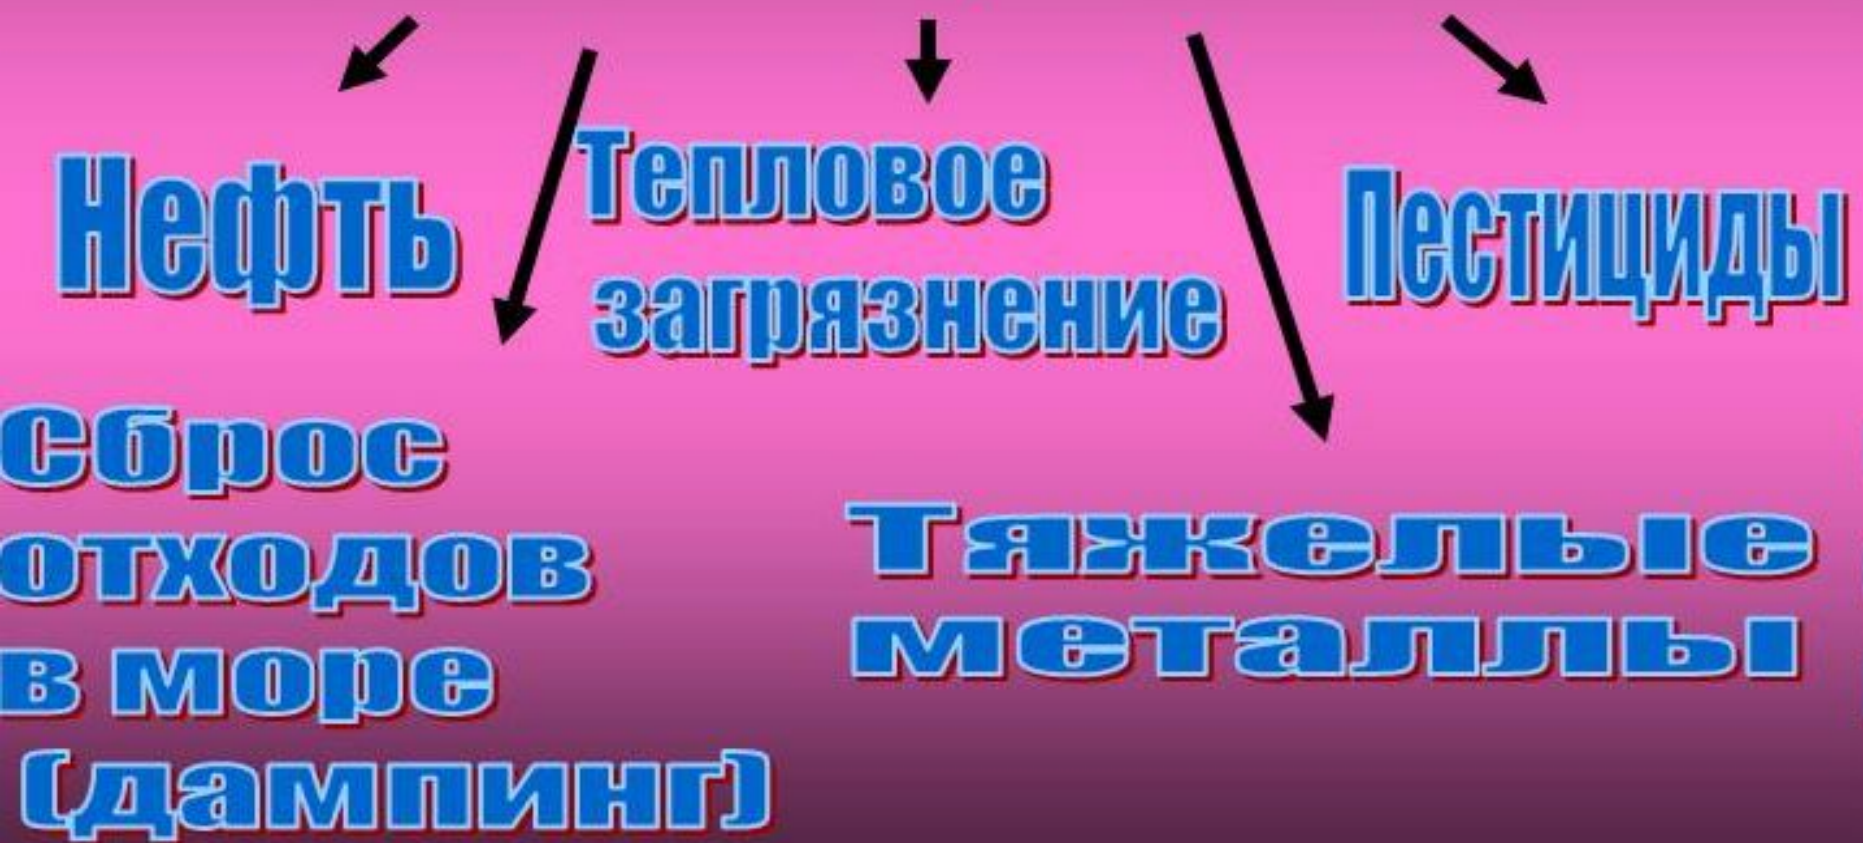 Нефть
Тепловое
загрязнение
Пестициды
Сброс
отходов
в море
(дампинг)
Тяжелые
металлы